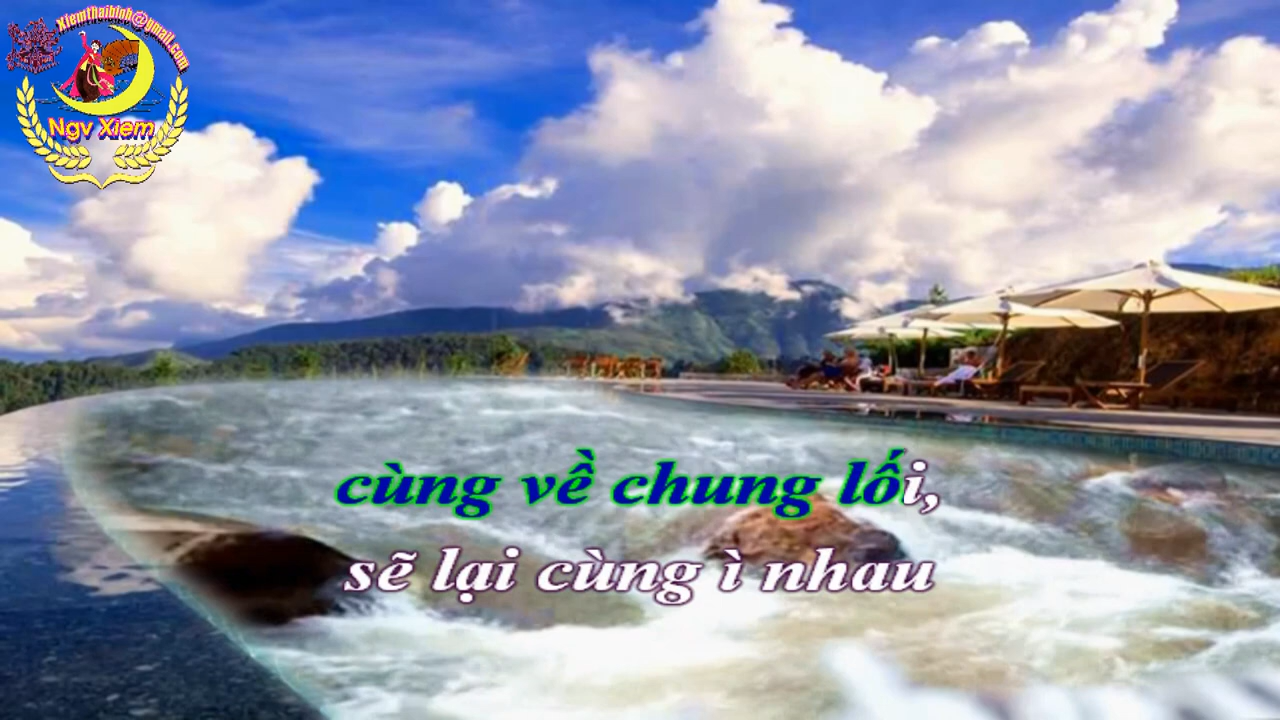 Xiemthaibinh@gmail.com
Ngv Xiem
cùng về chung lối,
sẽ lại cùng ì nhau